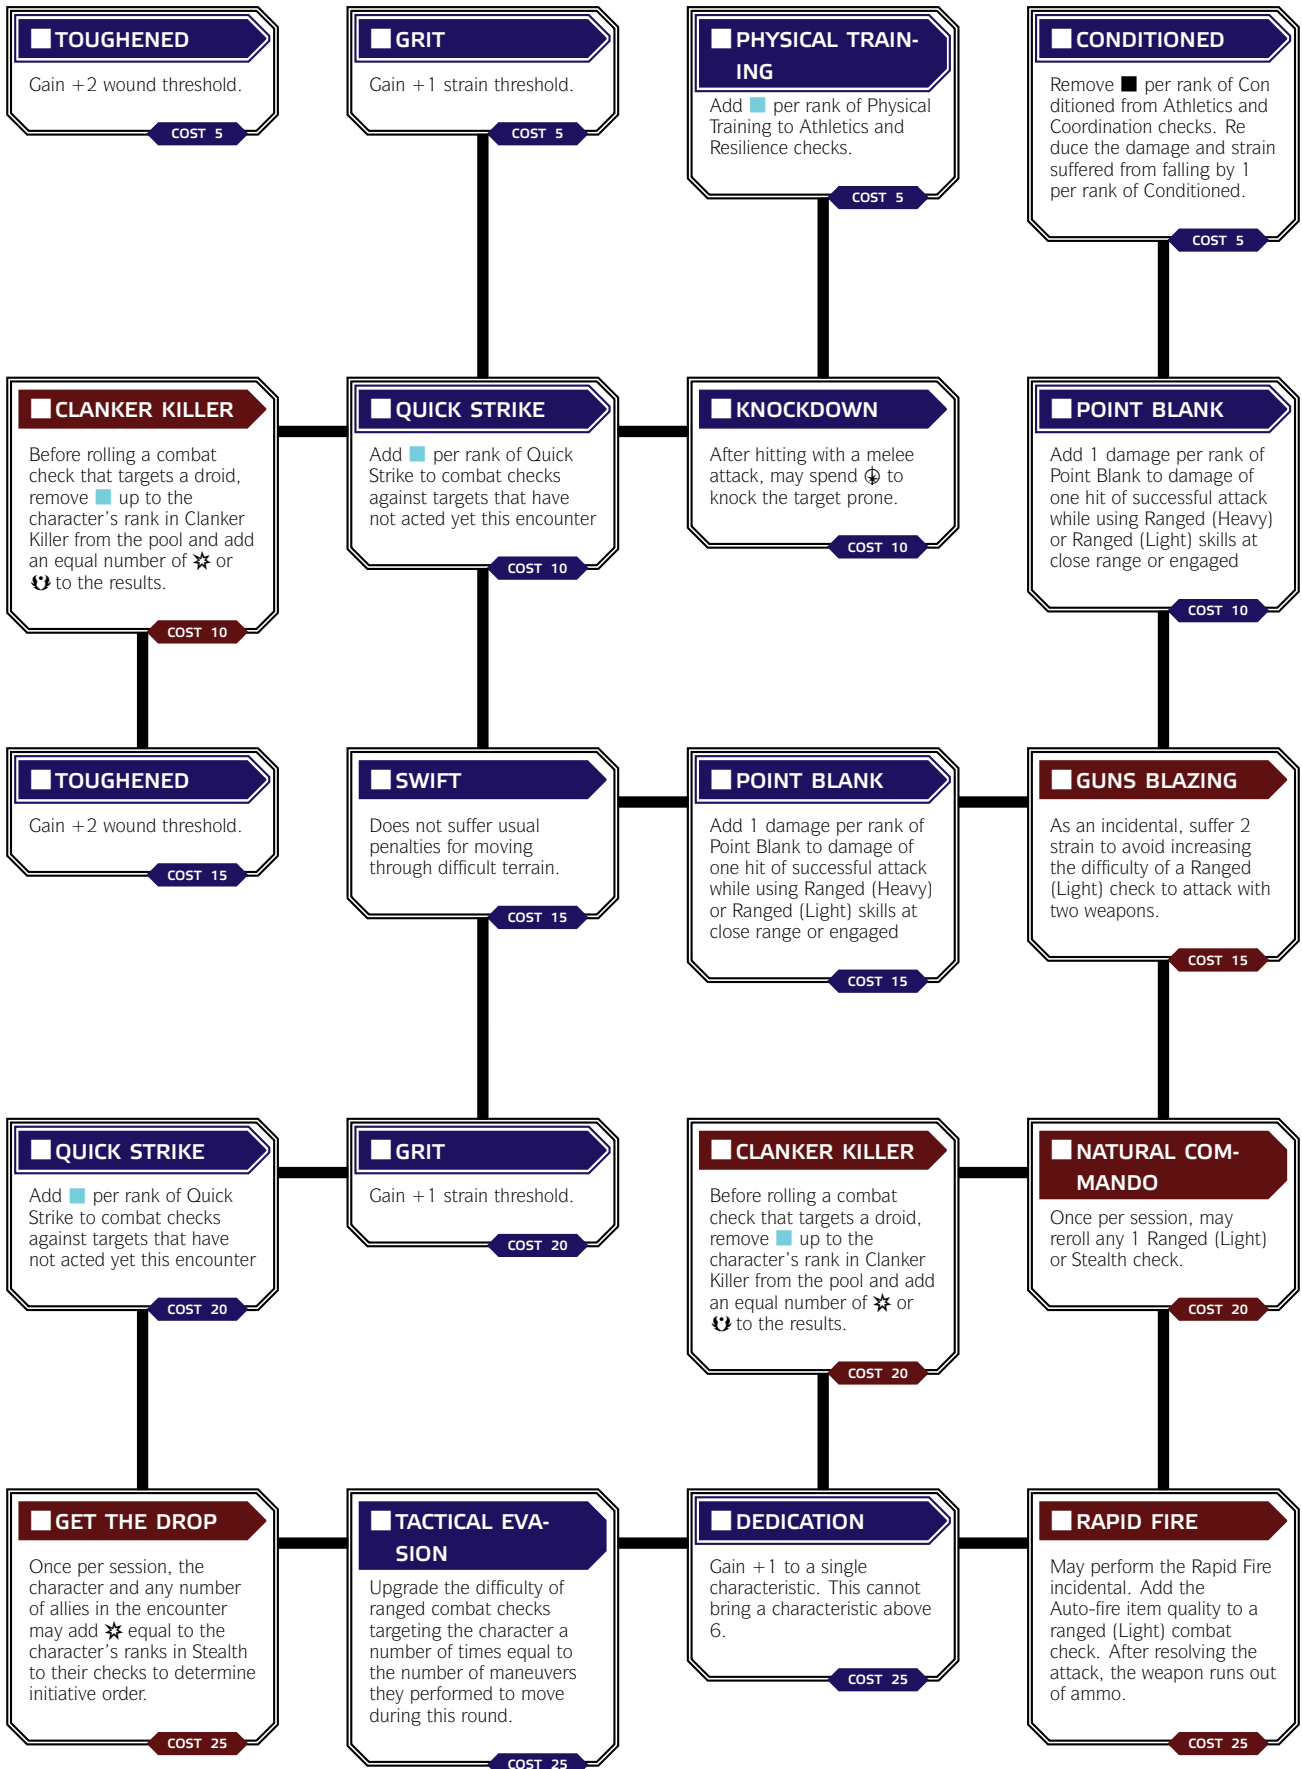 TOUGHENED
Gain +2 wound threshold.
COST 5
GRIT
Gain +1 strain threshold.
COST 5
PHYSICAL TRAIN-
ING
Add per rank of Physical
Training to Athletics and
Resilience checks.
COST 5
CONDITIONED
Remove per rank of Con
ditioned from Athletics and
Coordination checks. Re
duce the damage and strain
suffered from falling by 1
per rank of Conditioned.
COST 5
CLANKER KILLER
Before rolling a combat
check that targets a droid,
remove up to the
character's rank in Clanker
Killer from the pool and add
an equal number of or
to the results.
COST 10
QUICK STRIKE
Add per rank of Quick
Strike to combat checks
against targets that have
not acted yet this encounter
COST 10
KNOCKDOWN
After hitting with a melee
attack, may spend to
knock the target prone.
COST 10
POINT BLANK
Add 1 damage per rank of
Point Blank to damage of
one hit of successful attack
while using Ranged (Heavy)
or Ranged (Light) skills at
close range or engaged
COST 10
TOUGHENED
Gain +2 wound threshold.
COST 15
SWIFT
Does not suffer usual
penalties for moving
through difficult terrain.
COST 15
POINT BLANK
Add 1 damage per rank of
Point Blank to damage of
one hit of successful attack
while using Ranged (Heavy)
or Ranged (Light) skills at
close range or engaged
COST 15
GUNS BLAZING
As an incidental, suffer 2
strain to avoid increasing
the difficulty of a Ranged
(Light) check to attack with
two weapons.
COST 15
QUICK STRIKE
Add per rank of Quick
Strike to combat checks
against targets that have
not acted yet this encounter
COST 20
GRIT
Gain +1 strain threshold.
COST 20
CLANKER KILLER
Before rolling a combat
check that targets a droid,
remove up to the
character's rank in Clanker
Killer from the pool and add
an equal number of or
to the results.
COST 20
NATURAL COM-
MANDO
Once per session, may
reroll any 1 Ranged (Light)
or Stealth check.
COST 20
GET THE DROP
Once per session, the
character and any number
of allies in the encounter
may add equal to the
character's ranks in Stealth
to their checks to determine
initiative order.
COST 25
TACTICAL EVA-
SION
Upgrade the difficulty of
ranged combat checks
targeting the character a
number of times equal to
the number of maneuvers
they performed to move
during this round.
COST 25
DEDICATION
Gain +1 to a single
characteristic. This cannot
bring a characteristic above
6.
COST 25
RAPID FIRE
May perform the Rapid Fire
incidental. Add the
Auto-fire item quality to a
ranged (Light) combat
check. After resolving the
attack, the weapon runs out
of ammo.
COST 25